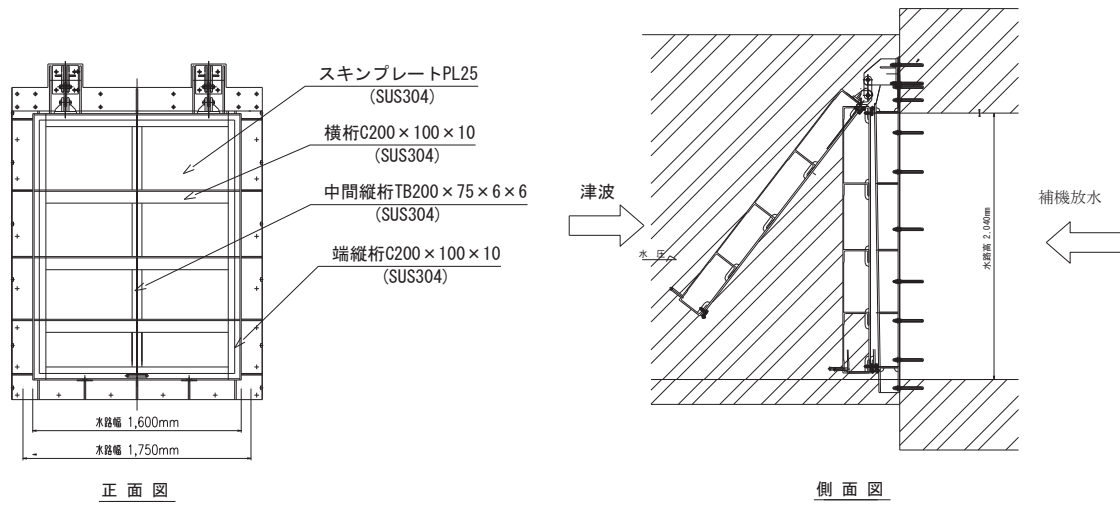 スキンプレートPL25
(SUS304)
横桁C200×100×10
(SUS304)
中間縦桁TB200×75×6×6
(SUS304)
端縦桁C200×100×10
(SUS304)
水路幅 1,600mm
水路幅 1,750mm
正面図
津波
水圧
水路高 2,040mm
補機放水
側面図